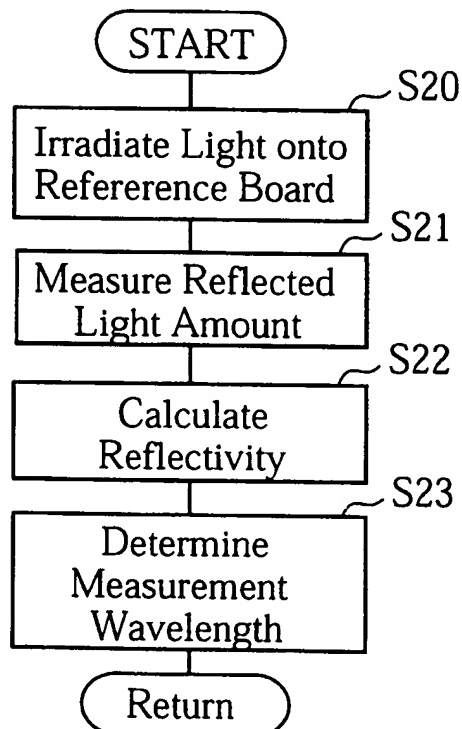 START
S20
Irradiate Light onto
Refererence Board
S21
Measure Reflected
Light Amount
S22
Calculate
Reflectivity
S23
Determine
Measurement
Wavelength
Return